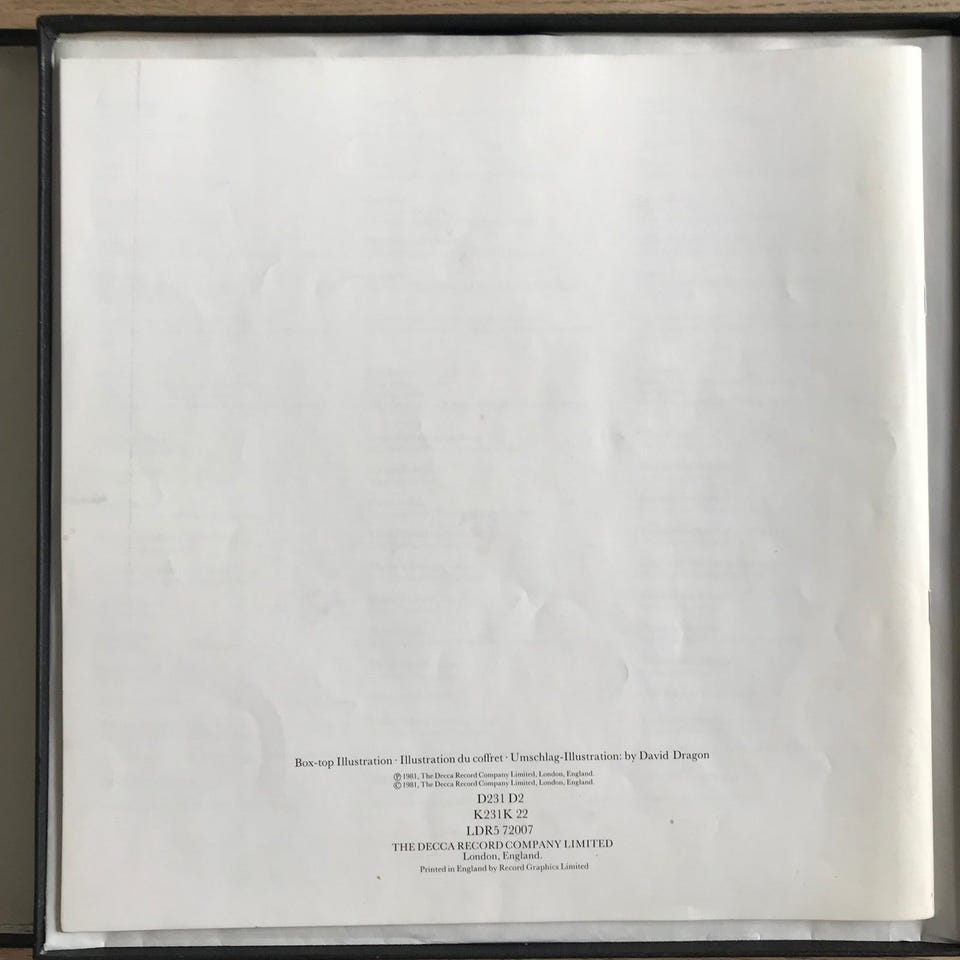 Box-top Illustration · Illustration du coffret · Umschlag-Illustration: by David Dragon
℗ 1981, The Decca Record Company Limited, London, England.
© 1981, The Decca Record Company Limited, London, England.
D231 D2
K231K 22
LDR5 72007
THE DECCA RECORD COMPANY LIMITED
London, England.
Printed in England by Record Graphics Limited